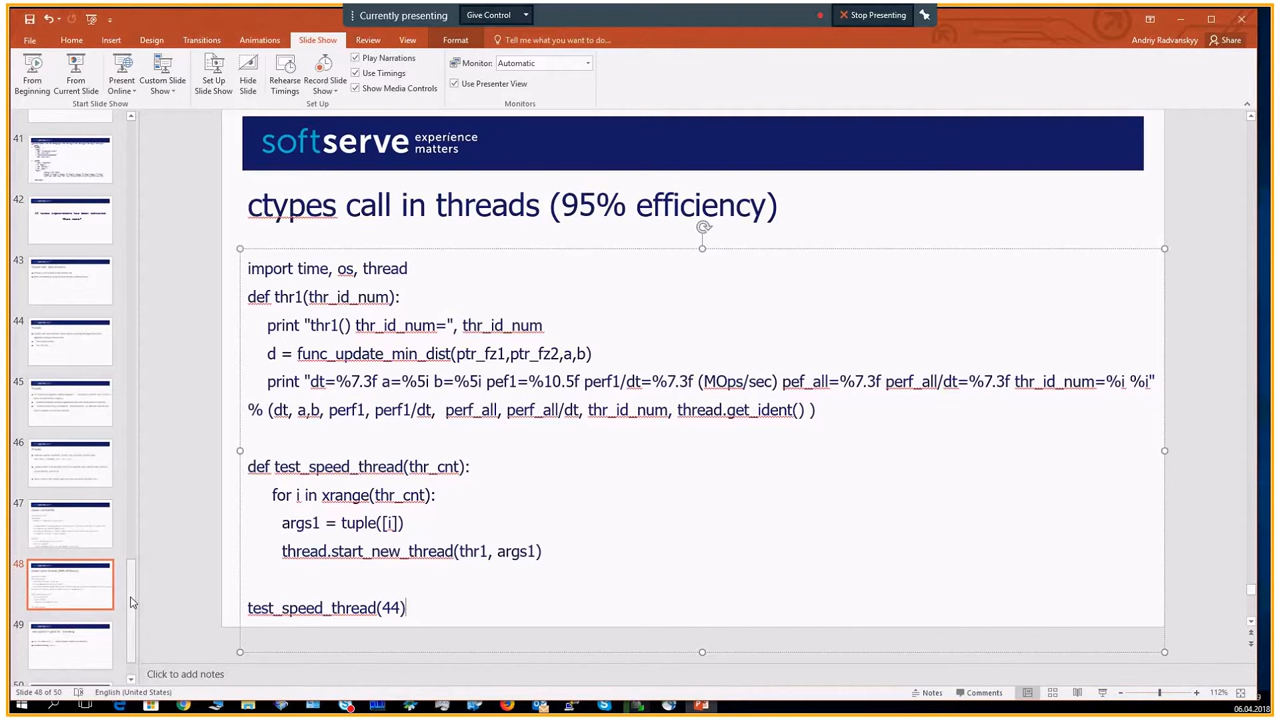 Currently presenting
Give Control
Stop Presenting
File
Home
Insert
Design
Transitions
Animations
Slide Show
Review
View
Format
Tell me what you want to do...
Andriy Radvanskyy
Share
From Beginning
From Current Slide
Present Online
Custom Slide Show
Set Up Slide Show
Hide Slide
Rehearse Timings
Record Slide Show
Play Narrations
Use Timings
Show Media Controls
Monitor:
Automatic
Use Presenter View
Start Slide Show
Set Up
Monitors
41
42
43
44
45
46
47
48
49
softserve experience matters
ctypes call in threads (95% efficiency)
import time, os, thread
def thr1(thr_id_num):
print "thr1() thr_id_num=", thr_id_num
d = func_update_min_dist(ptr_fz1,ptr_fz2,a,b)
print "dt=%7.3f a=%5i b=%5i pef1=%10.5f perf1/dt=%7.3f (MOps/sec) pef_all=%7.3f perf_all/dt=%7.3f thr_id_num=%i %i"
% (dt, a,b, perf1, perf1/dt, perf_all, perf_all/dt, thr_id_num, thread.get_ident() )
def test_speed_thread(thr_cnt):
for i in xrange(thr_cnt):
args1 = tuple([i])
thread.start_new_thread(thr1, args1)
test_speed_thread(44)
Click to add notes
Slide 48 of 50
English (United States)
Notes
Comments
112%
06.04.2018